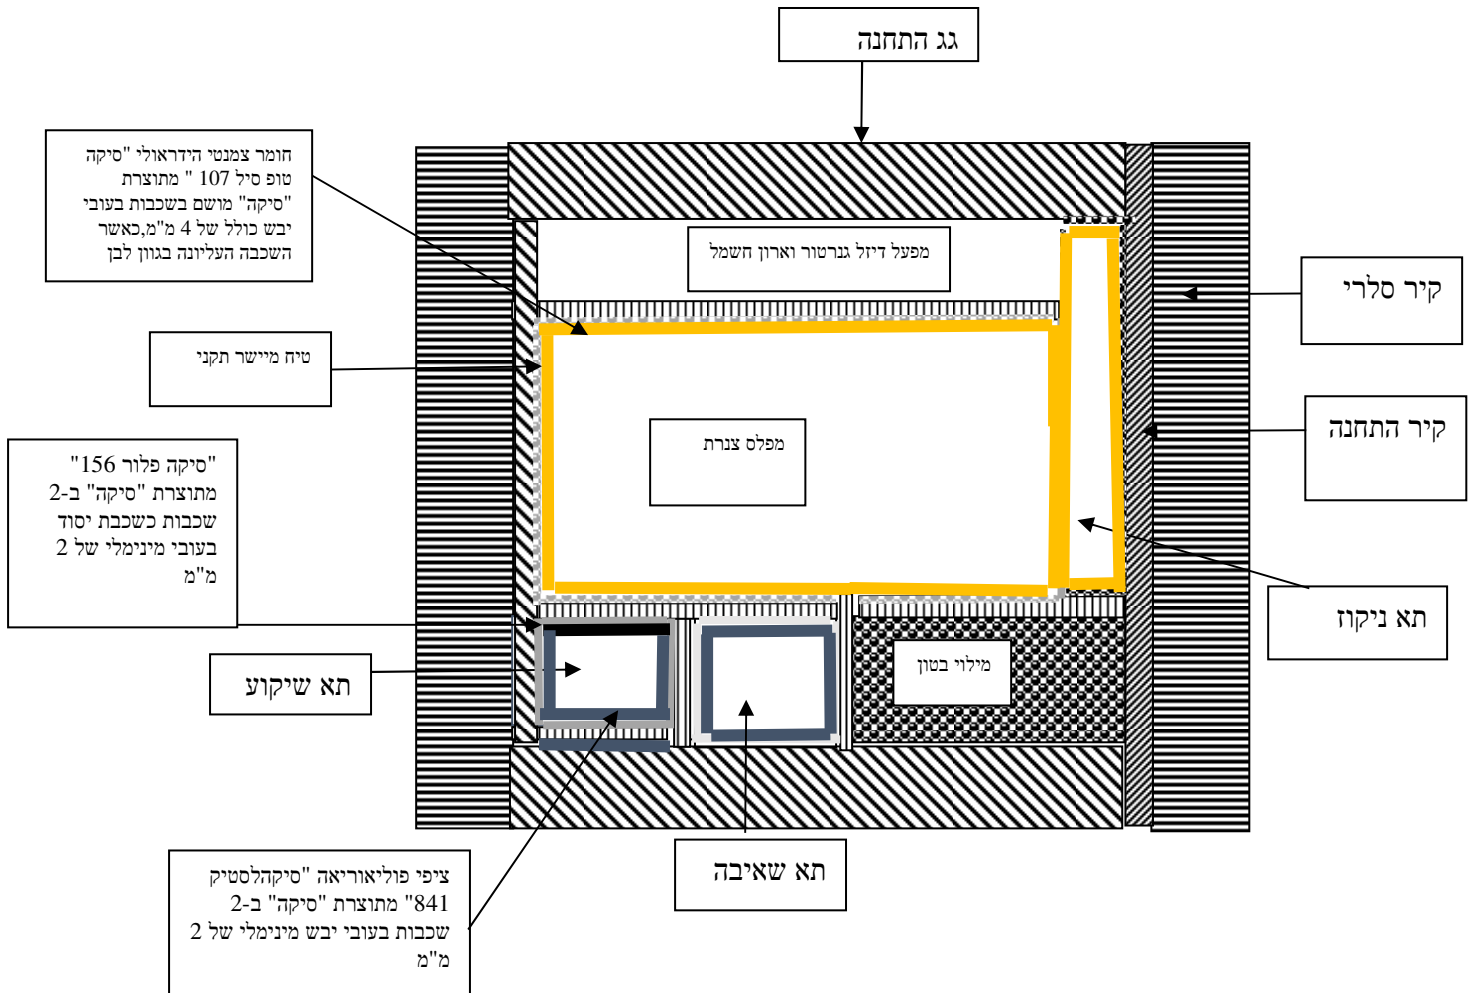 גג התחנה
חומר צמנטי הידראולי "סיקה
טופ סיל 107 " מתוצרת
"סיקה" מושם בשכבות בעובי
יבש כולל של 4 מ"מ,כאשר
השכבה העליונה בגוון לבן
מפעל דיזל גנרטור וארון חשמל
קיר סלרי
טיח מיישר תקני
קיר התחנה
מפלס צנרת
"סיקה פלור 156"
מתוצרת "סיקה" ב-2
שכבות כשכבת יסוד
בעובי מינימלי של 2
מ"מ
תא ניקוז
מילוי בטון
תא שיקוע
תא שאיבה
ציפי פוליאוריאה "סיקהלסטיק
841" מתוצרת "סיקה" ב-2
שכבות בעובי יבש מינימלי של 2
מ"מ